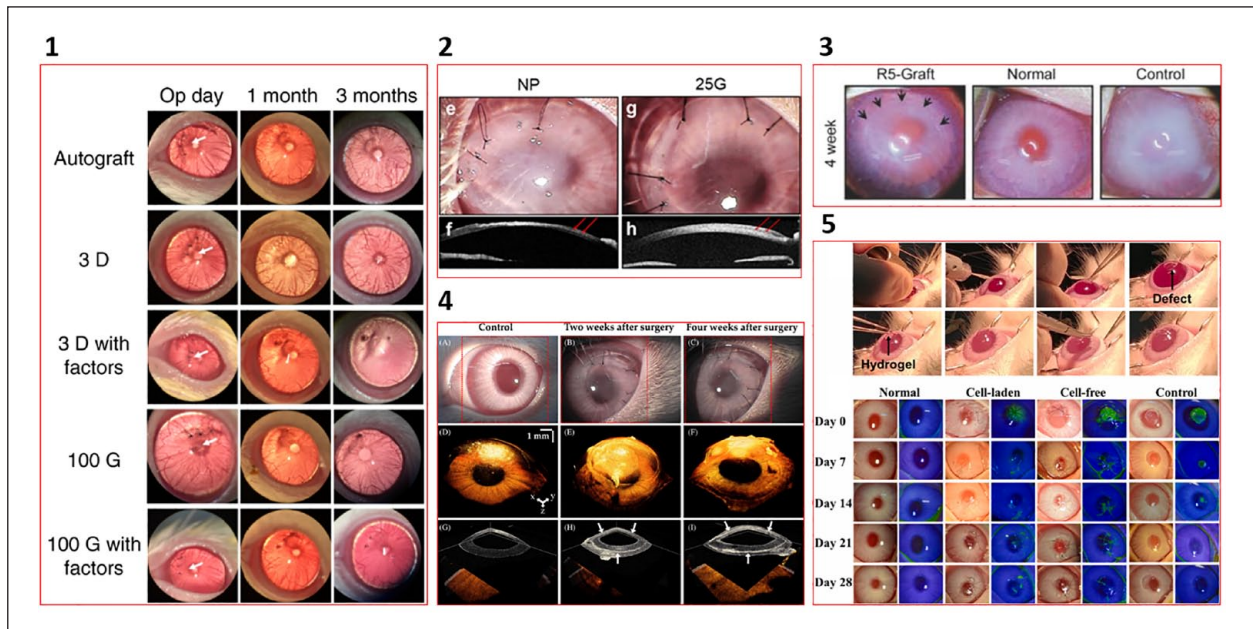 1
Op day 1 month 3 months
Autograft
3 D
3 D with
factors
100 G
100 G with
factors
2
NP 25G
e g
f h
3
R5-Graft Normal Control
4 week
4
Control Two weeks after surgery Four weeks after surgery
(A) (B) (C)
(D) (E) (F)
1 mm
x y
z
(G) (H) (I)
5
Defect
Hydrogel
Normal Cell-laden Cell-free Control
Day 0
Day 7
Day 14
Day 21
Day 28